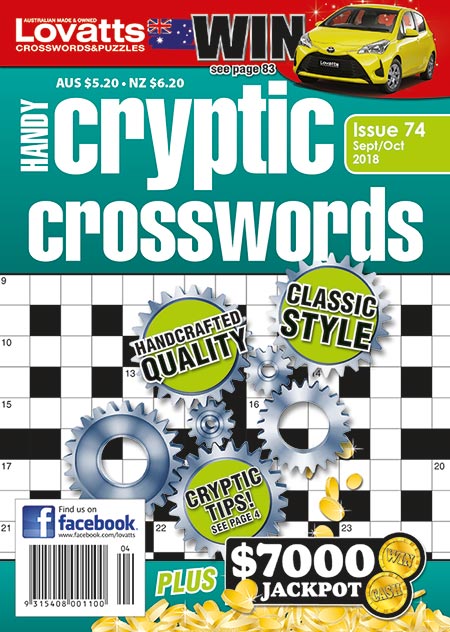 AUSTRALIAN MADE & OWNED
Lovatts
CROSSWORDS&PUZZLES
WIN
see page 83
AUS $5.20 • NZ $6.20
HANDY
cryptic
crosswords
Issue 74
Sept/Oct
2018
9
CLASSIC
STYLE
HANDCRAFTED
QUALITY
10
13
15
16
17
20
CRYPTIC
TIPS!
SEE PAGE 4
21
23
Find us on
facebook®
www.facebook.com/lovatts
04
9 315408 001100
PLUS
$7000
JACKPOT
WIN
CASH